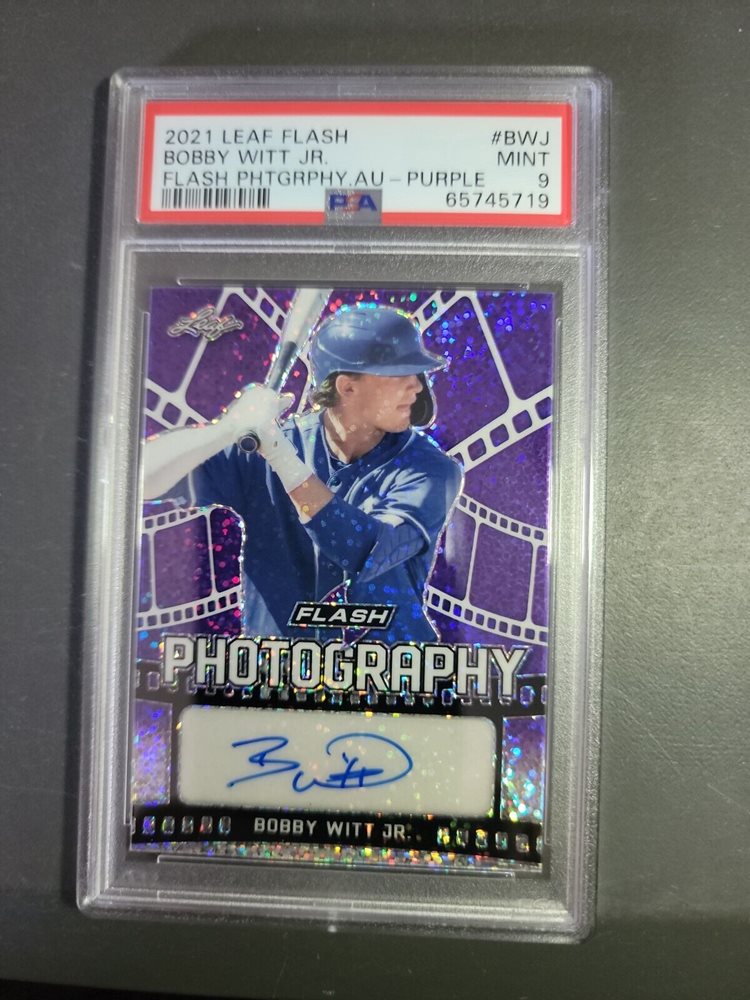 2021 LEAF FLASH #BWJ
BOBBY WITT JR. MINT
FLASH PHTGRPHY.AU-PURPLE 9
PSA 65745719
Leaf
FLASH
PHOTOGRAPHY
B Witt
BOBBY WITT JR.